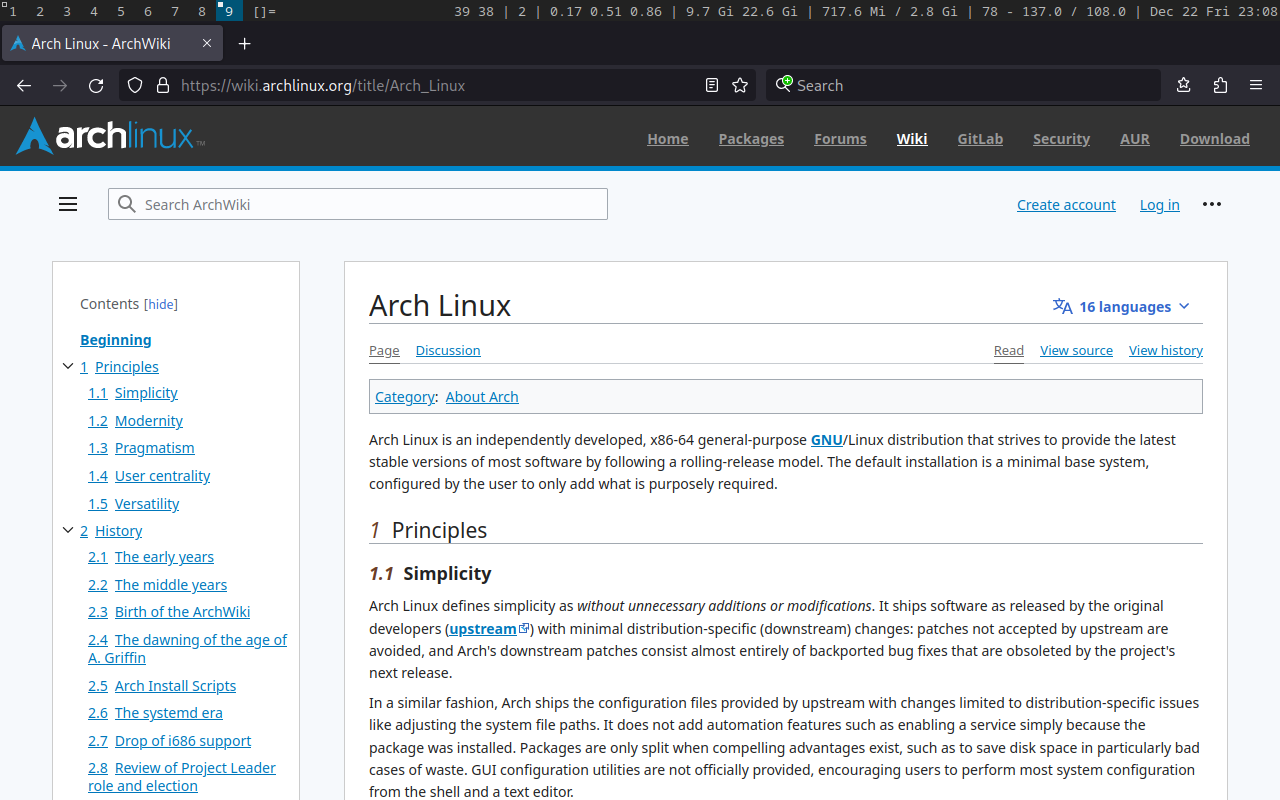 1 2 3 4 5 6 7 8 9 []= 39 38 | 2 | 0.17 0.51 0.86 | 9.7 Gi 22.6 Gi | 717.6 Mi / 2.8 Gi | 78 - 137.0 / 108.0 | Dec 22 Fri 23:08
Arch Linux - ArchWiki
https://wiki.archlinux.org/title/Arch_Linux
Search
archlinux™
Home Packages Forums Wiki GitLab Security AUR Download
Search ArchWiki
Create account Log in
Contents [hide]
Beginning
1 Principles
1.1 Simplicity
1.2 Modernity
1.3 Pragmatism
1.4 User centrality
1.5 Versatility
2 History
2.1 The early years
2.2 The middle years
2.3 Birth of the ArchWiki
2.4 The dawning of the age of
A. Griffin
2.5 Arch Install Scripts
2.6 The systemd era
2.7 Drop of i686 support
2.8 Review of Project Leader
role and election
Arch Linux
16 languages
Page Discussion Read View source View history
Category: About Arch
Arch Linux is an independently developed, x86-64 general-purpose GNU/Linux distribution that strives to provide the latest
stable versions of most software by following a rolling-release model. The default installation is a minimal base system,
configured by the user to only add what is purposely required.
1 Principles
1.1 Simplicity
Arch Linux defines simplicity as without unnecessary additions or modifications. It ships software as released by the original
developers (upstream) with minimal distribution-specific (downstream) changes: patches not accepted by upstream are
avoided, and Arch's downstream patches consist almost entirely of backported bug fixes that are obsoleted by the project's
next release.
In a similar fashion, Arch ships the configuration files provided by upstream with changes limited to distribution-specific issues
like adjusting the system file paths. It does not add automation features such as enabling a service simply because the
package was installed. Packages are only split when compelling advantages exist, such as to save disk space in particularly bad
cases of waste. GUI configuration utilities are not officially provided, encouraging users to perform most system configuration
from the shell and a text editor.